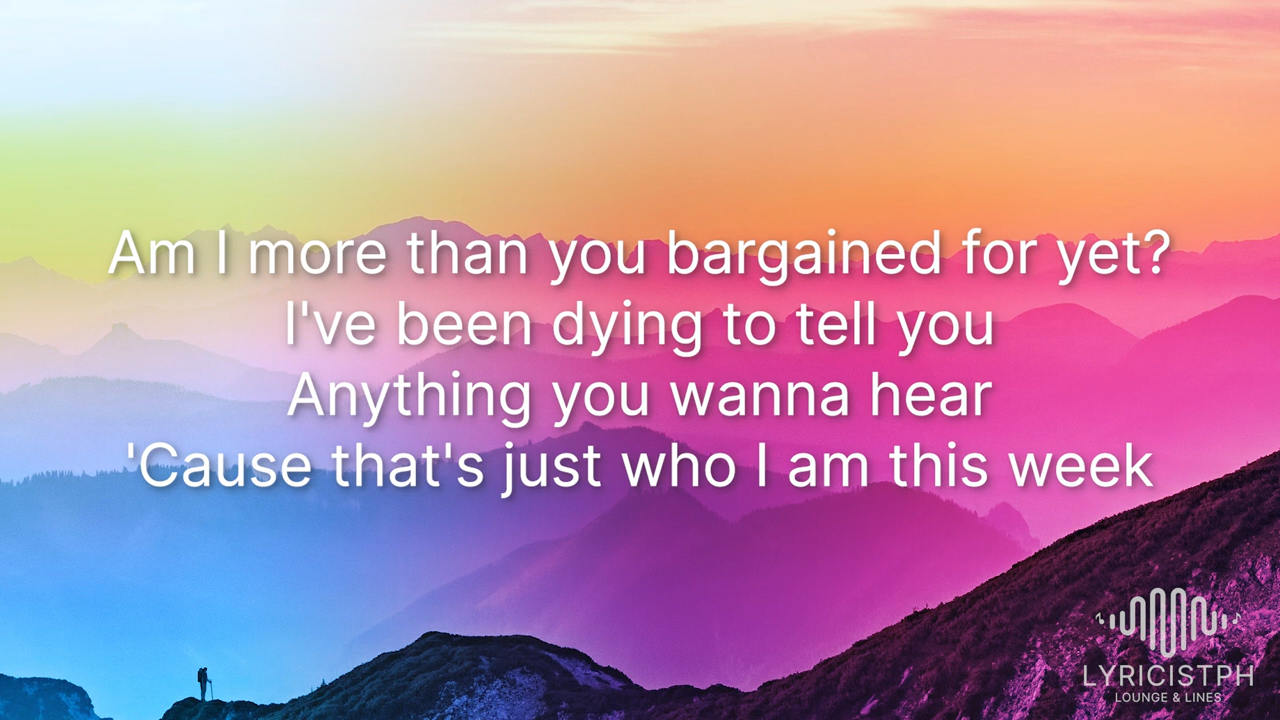 Am I more than you bargained for yet?
I've been dying to tell you
Anything you wanna hear
'Cause that's just who I am this week
LYRICISTPH
LOUNGE & LINES